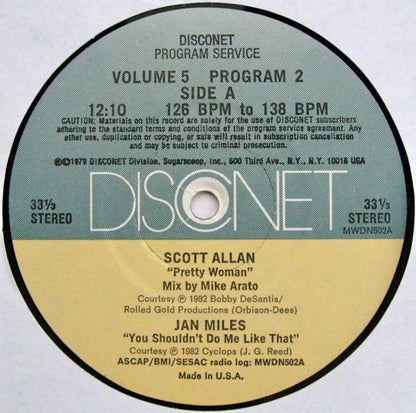 DISCONET
PROGRAM SERVICE
VOLUME 5 PROGRAM 2
SIDE A
12:10 126 BPM to 138 BPM
CAUTION: Materials on this record are solely for the use of DISCONET subscribers
adhering to the standard terms and conditions of the program service agreement. Any
other use, duplication or copying, or sale will result in subscription cancellation
and may be subject to criminal prosecution.
©℗1979 DISCONET Division, Sugarscoop, Inc., 600 Third Ave., N.Y., N.Y. 10016 USA
DISCONET
33⅓
STEREO
33⅓
STEREO
MWDN502A
SCOTT ALLAN
"Pretty Woman"
Mix by Mike Arato
Courtesy ℗ 1982 Bobby DeSantis/
Rolled Gold Productions (Orbison-Dees)
JAN MILES
"You Shouldn't Do Me Like That"
Courtesy ℗ 1982 Cyclops (J. G. Reed)
ASCAP/BMI/SESAC radio log: MWDN502A
Made in U.S.A.